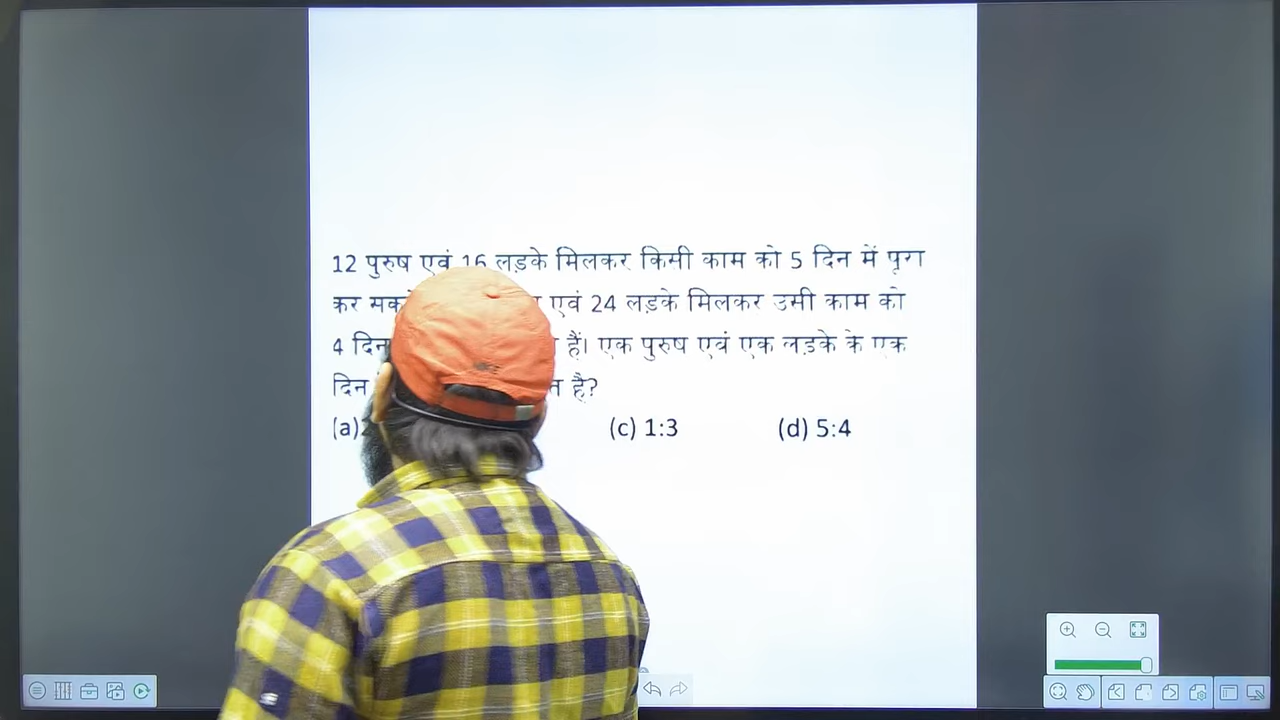 12 पुरुष एवं 16 लड़के मिलकर किसी काम को 5 दिन में पूरा
कर एवं 24 लड़के मिलकर उसी काम को
4 दिन हैं। एक पुरुष एवं एक लड़के के एक
दिन है?
(a) (c) 1:3 (d) 5:4